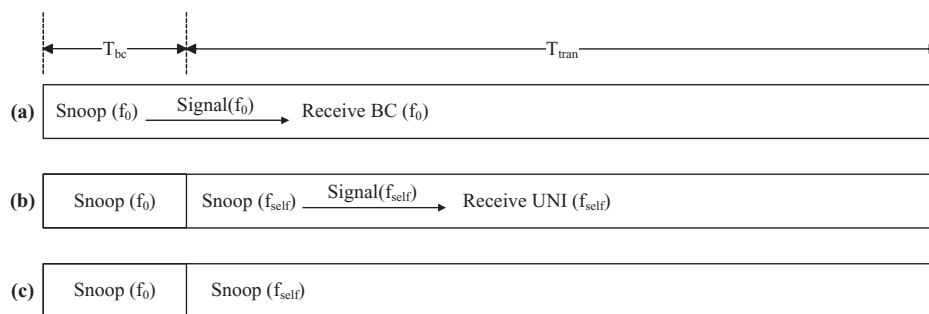 T_bc T_tran
(a) Snoop (f_0) Signal(f_0) Receive BC (f_0)
(b) Snoop (f_0) Snoop (f_self) Signal(f_self) Receive UNI (f_self)
(c) Snoop (f_0) Snoop (f_self)